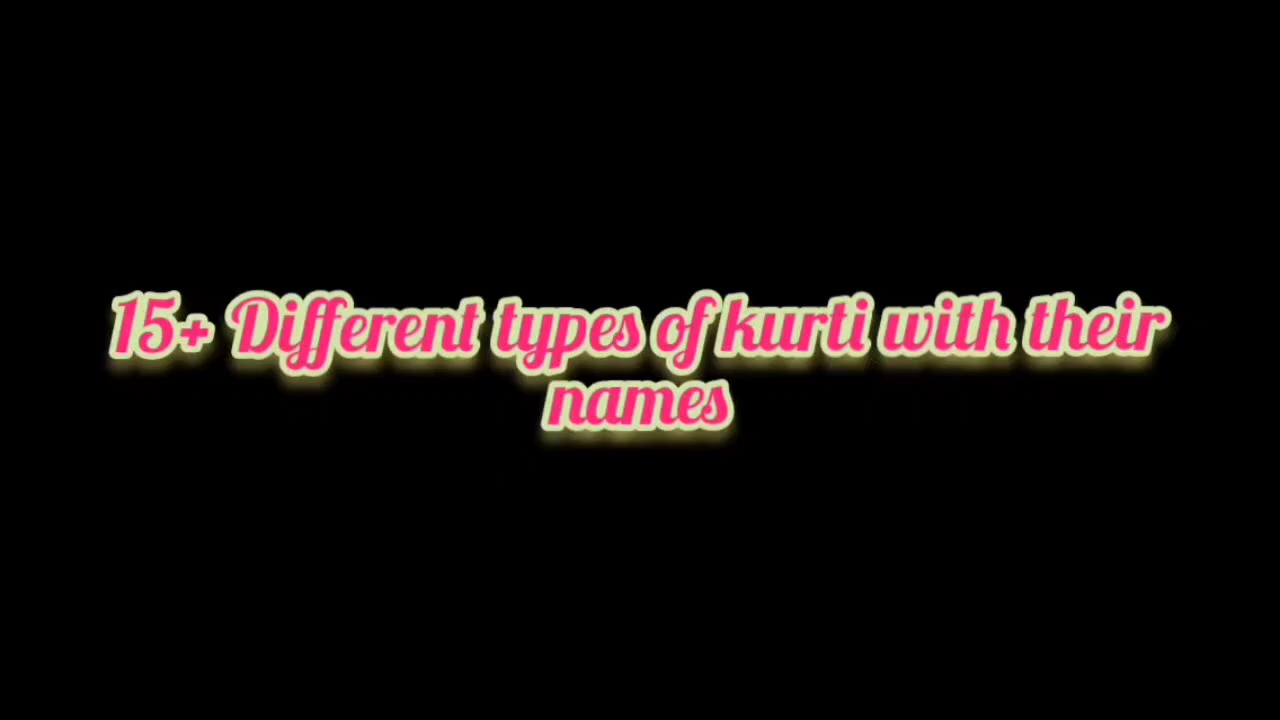 15+ Different types of kurti with their
names